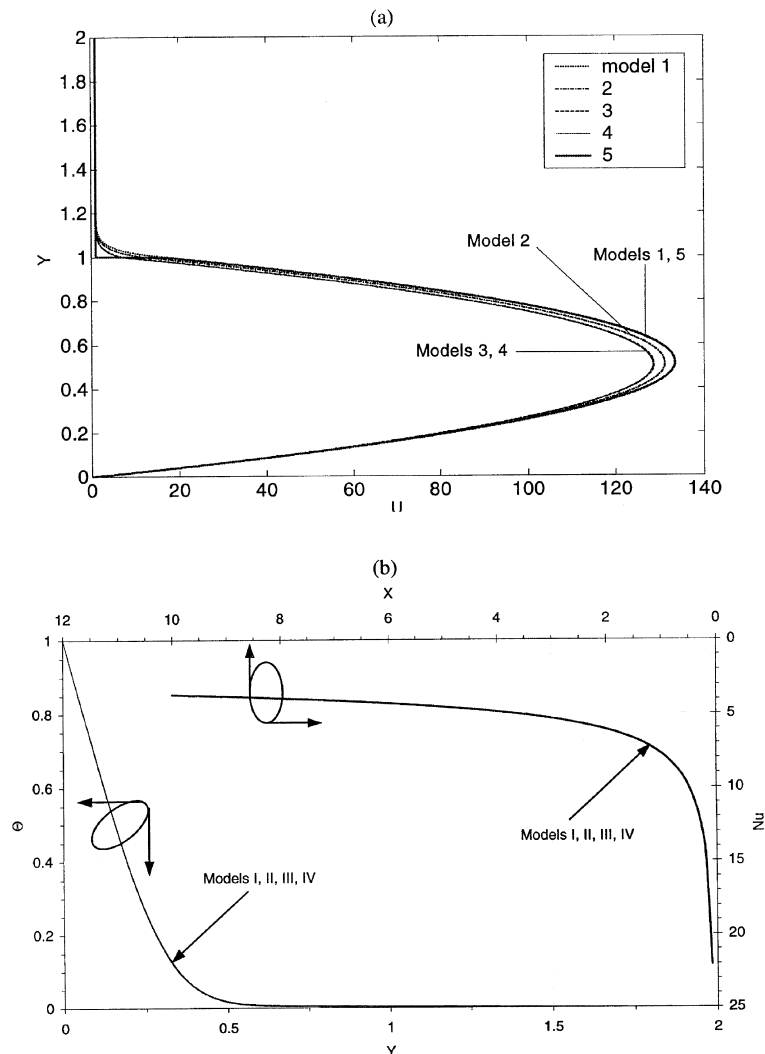 (a)
2
1.8
1.6
1.4
1.2
1
0.8
0.6
0.4
0.2
0
Y
model 1
2
3
4
5
Model 2
Models 1, 5
Models 3, 4
0 20 40 60 80 100 120 140
U
(b)
X
12 10 8 6 4 2 0
1
0.8
0.6
0.4
0.2
0
Θ
0
5
10
15
20
25
Nu
Models I, II, III, IV
Models I, II, III, IV
0 0.5 1 1.5 2
Y